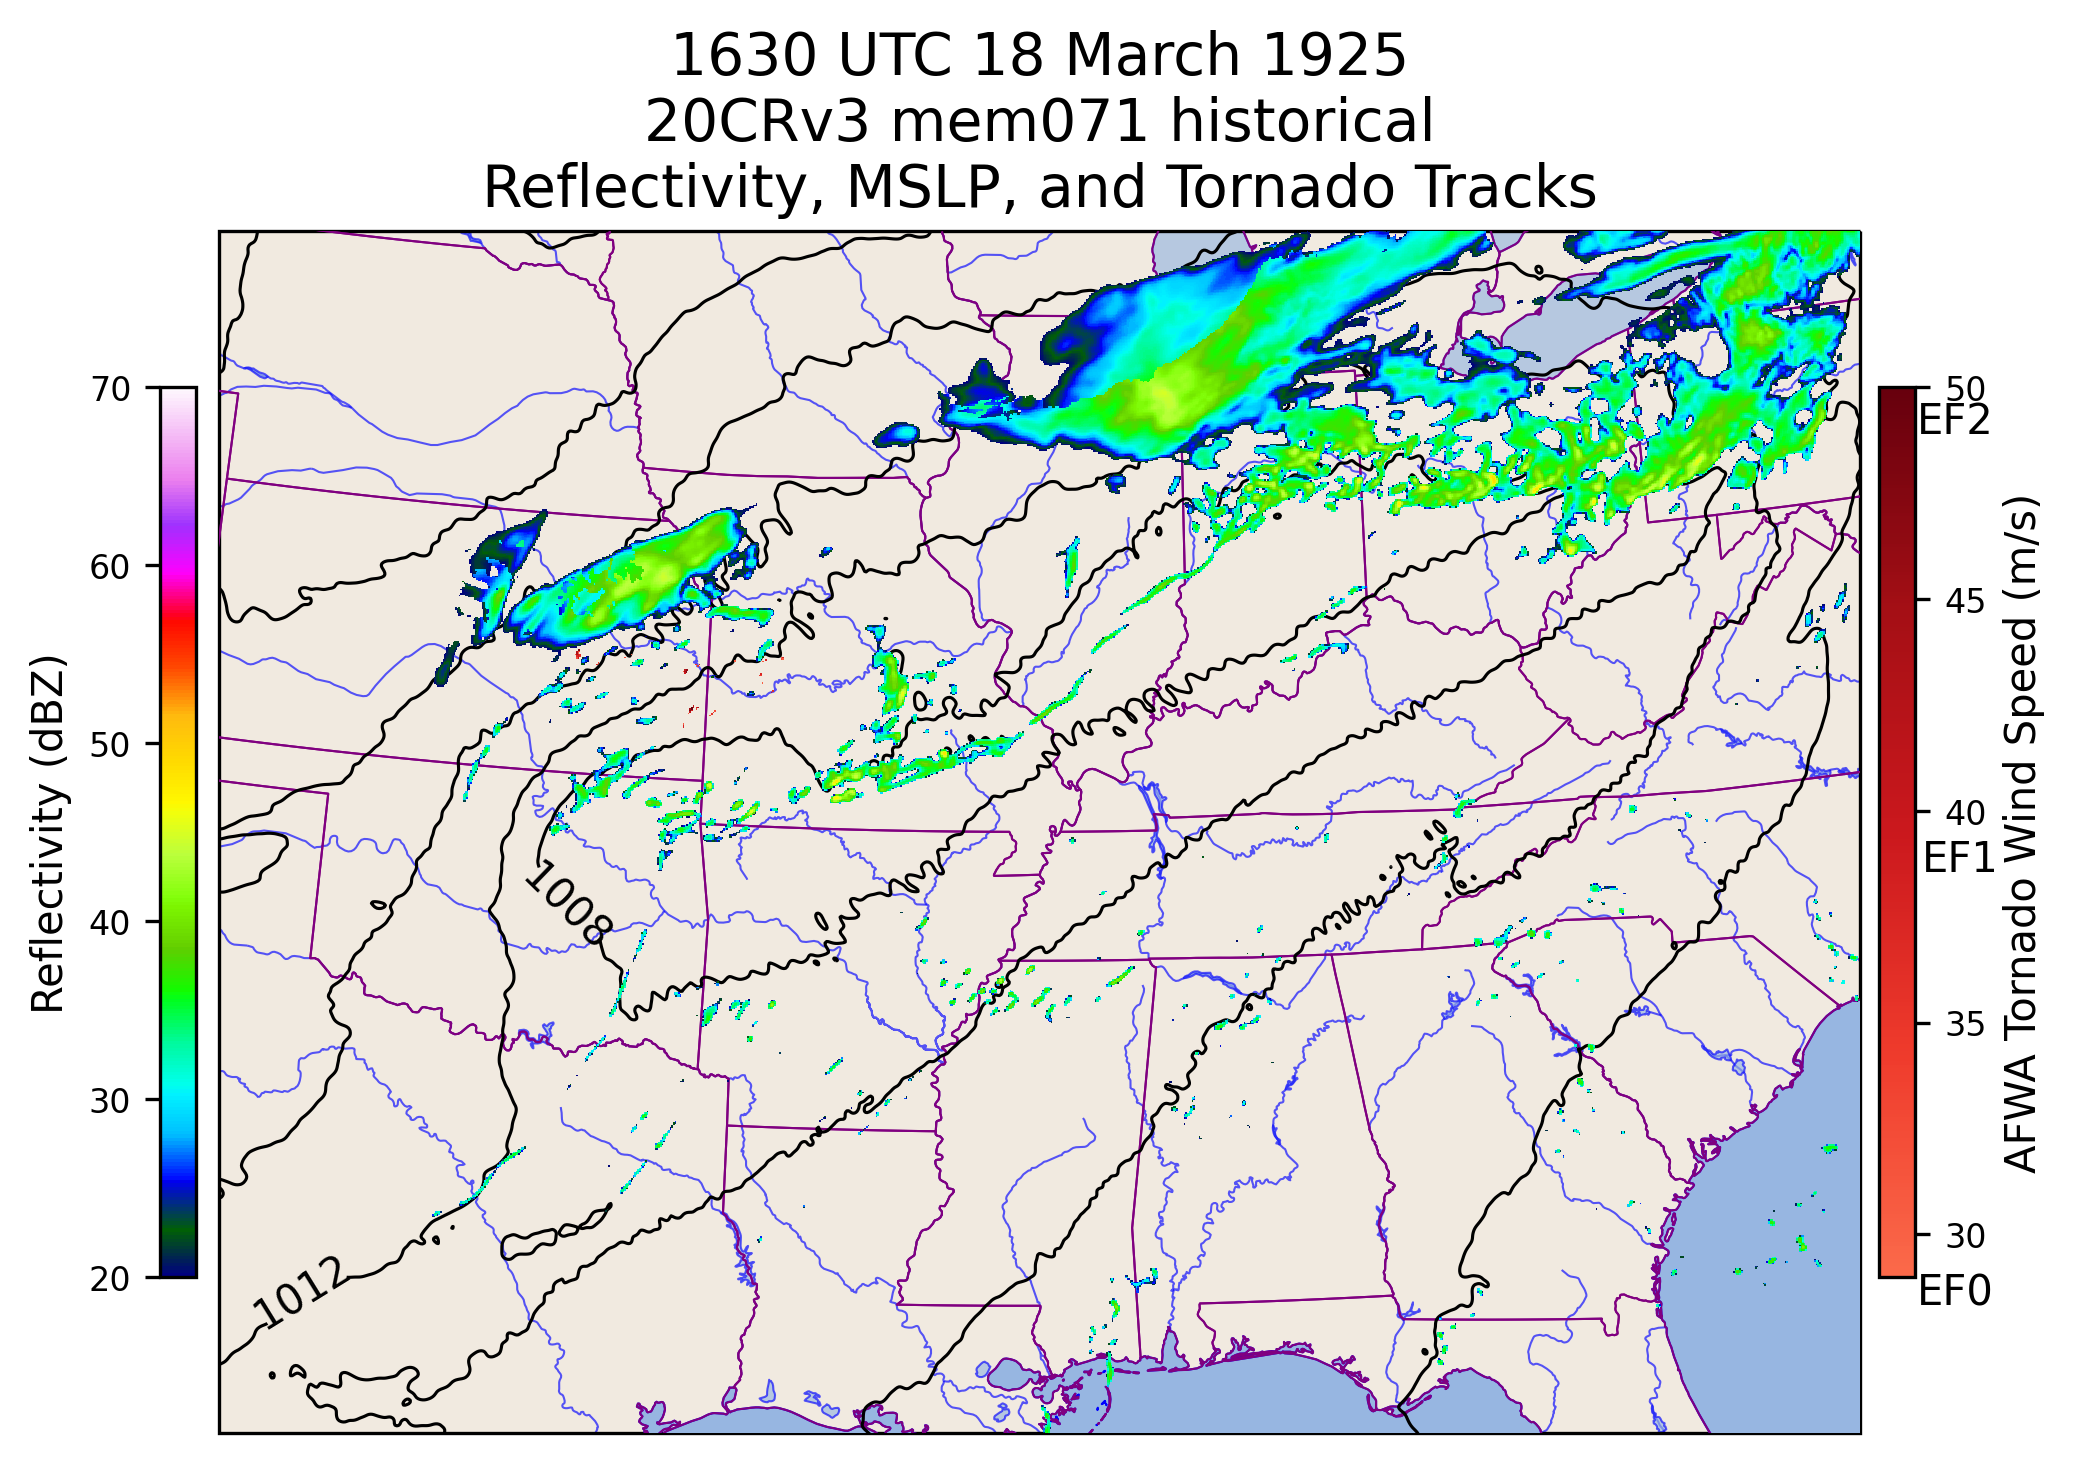 1630 UTC 18 March 1925
20CRv3 mem071 historical
Reflectivity, MSLP, and Tornado Tracks
70
60
50
40
30
20
Reflectivity (dBZ)
1008
1012
50
EF2
45
40
EF1
35
30
EF0
AFWA Tornado Wind Speed (m/s)